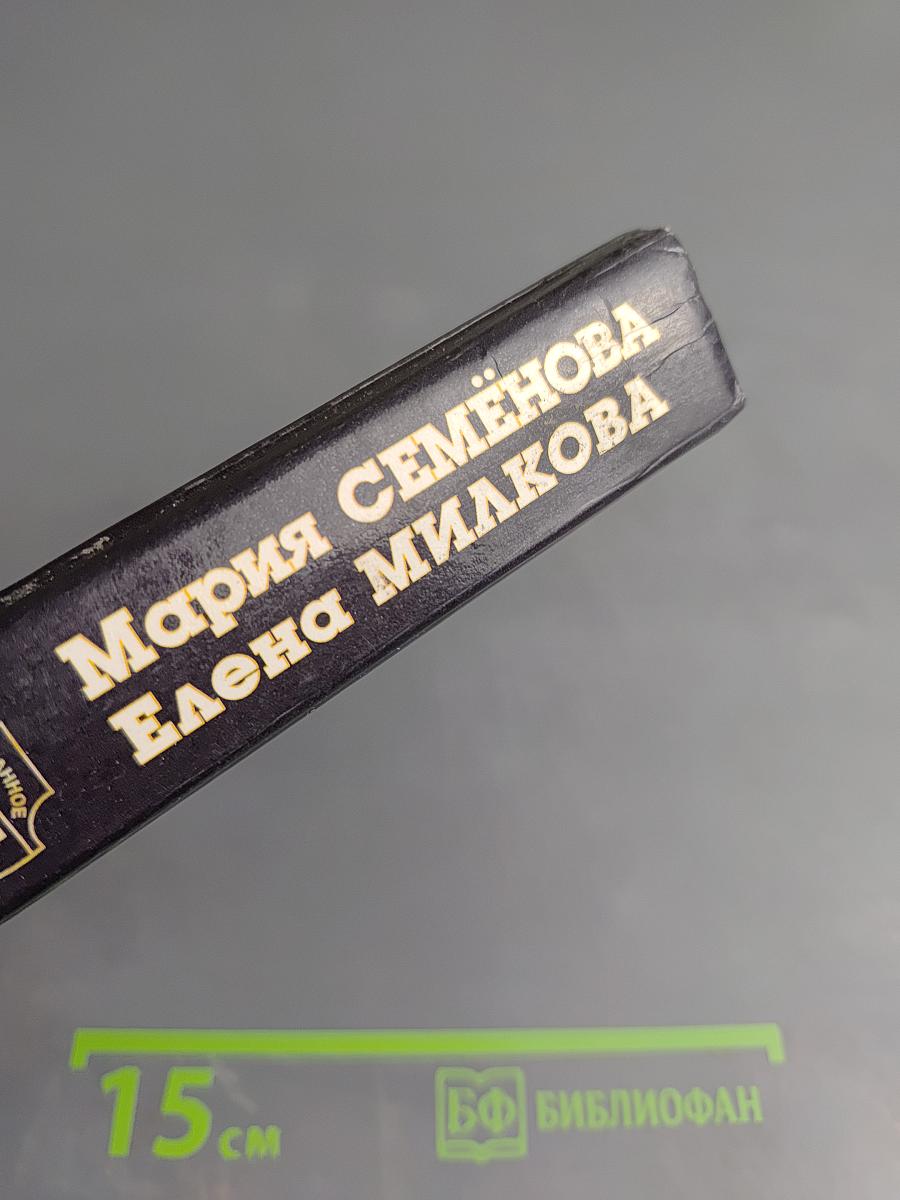 Мария СЕМЁНОВА
Елена МИЛКОВА
15 см
БФ БИБЛИОФАН